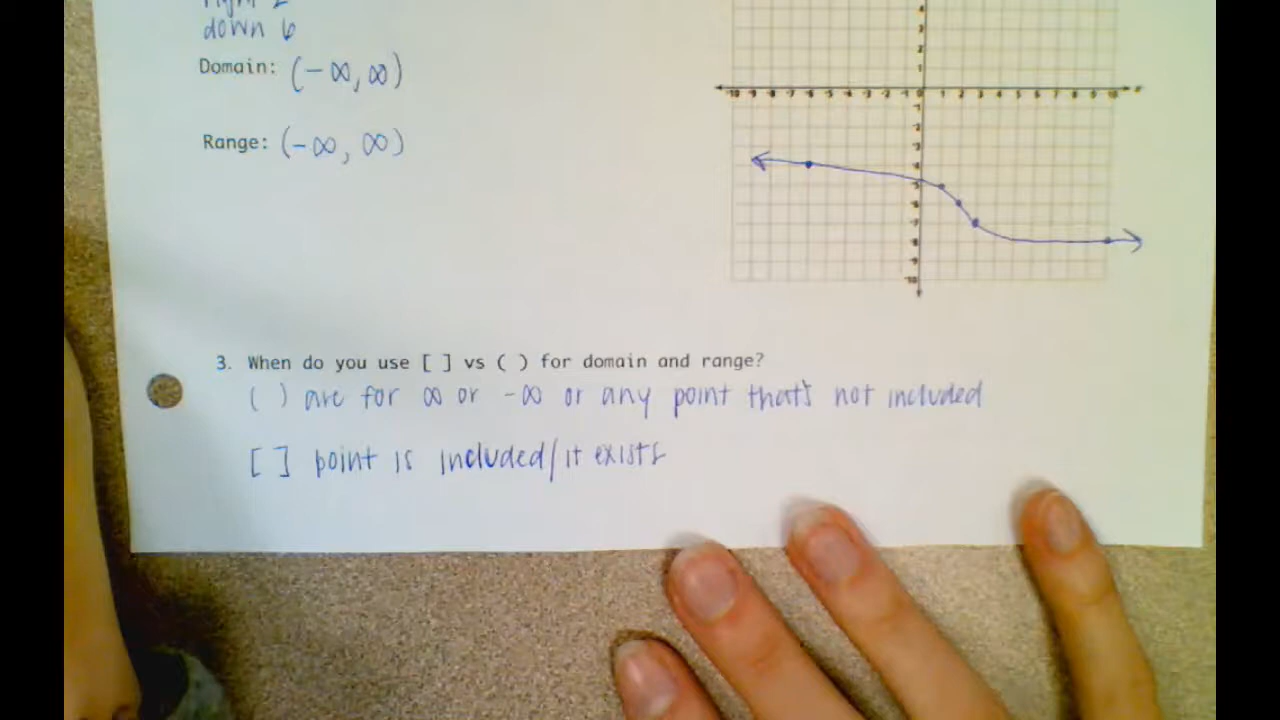 down 6
Domain: (-∞, ∞)
Range: (-∞, ∞)
3. When do you use [ ] vs ( ) for domain and range?
( ) are for ∞ or -∞ or any point that's not included
[ ] point is included/it exists